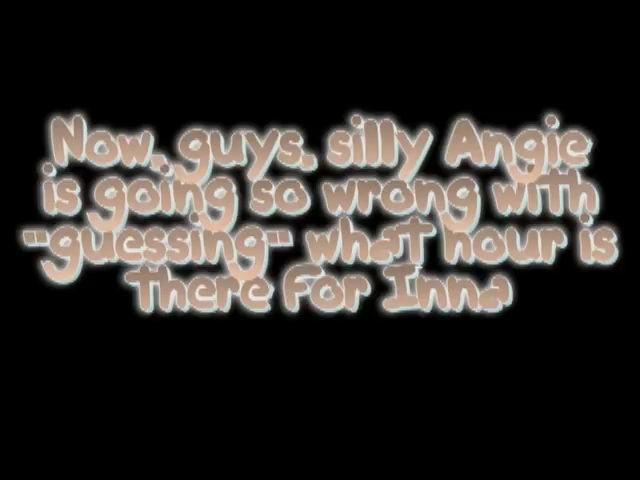 Now, guys, silly Angie
is going so wrong with
"guessing" what hour is
there for Inna